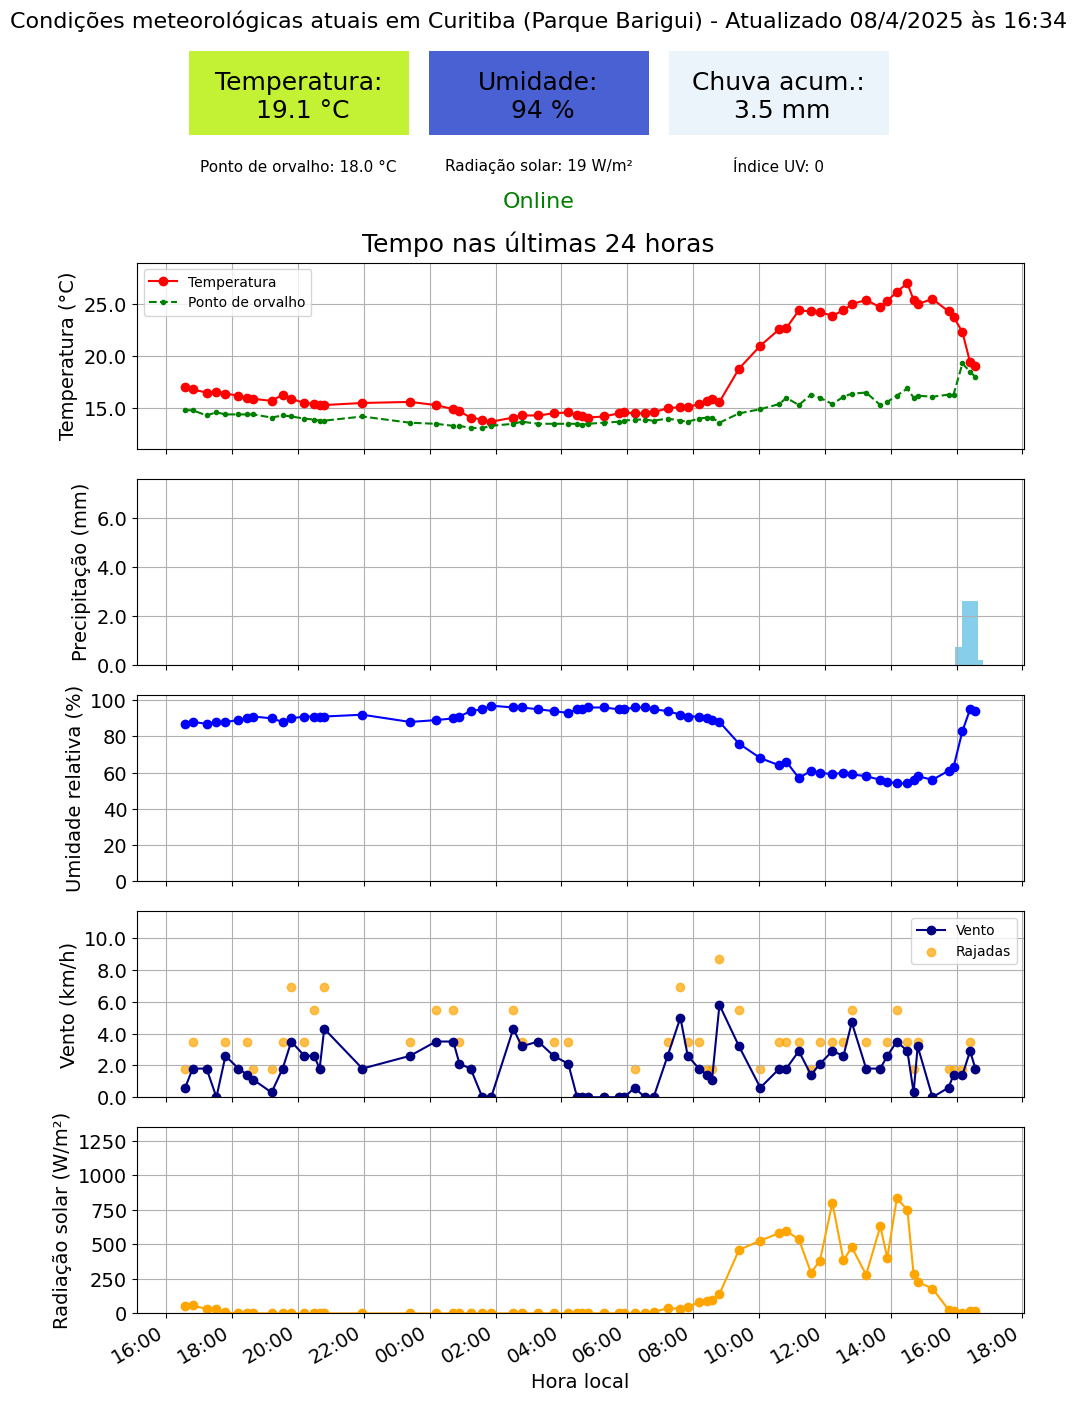 Condições meteorológicas atuais em Curitiba (Parque Barigui) - Atualizado 08/4/2025 às 16:34
Temperatura:
19.1 °C
Umidade:
94 %
Chuva acum.:
3.5 mm
Ponto de orvalho: 18.0 °C
Radiação solar: 19 W/m²
Índice UV: 0
Online
Tempo nas últimas 24 horas
Temperatura (°C)
25.0
20.0
15.0
Temperatura
Ponto de orvalho
Precipitação (mm)
6.0
4.0
2.0
0.0
Umidade relativa (%)
100
80
60
40
20
0
Vento (km/h)
10.0
8.0
6.0
4.0
2.0
0.0
Vento
Rajadas
Radiação solar (W/m²)
1250
1000
750
500
250
0
16:00
18:00
20:00
22:00
00:00
02:00
04:00
06:00
08:00
10:00
12:00
14:00
16:00
18:00
Hora local